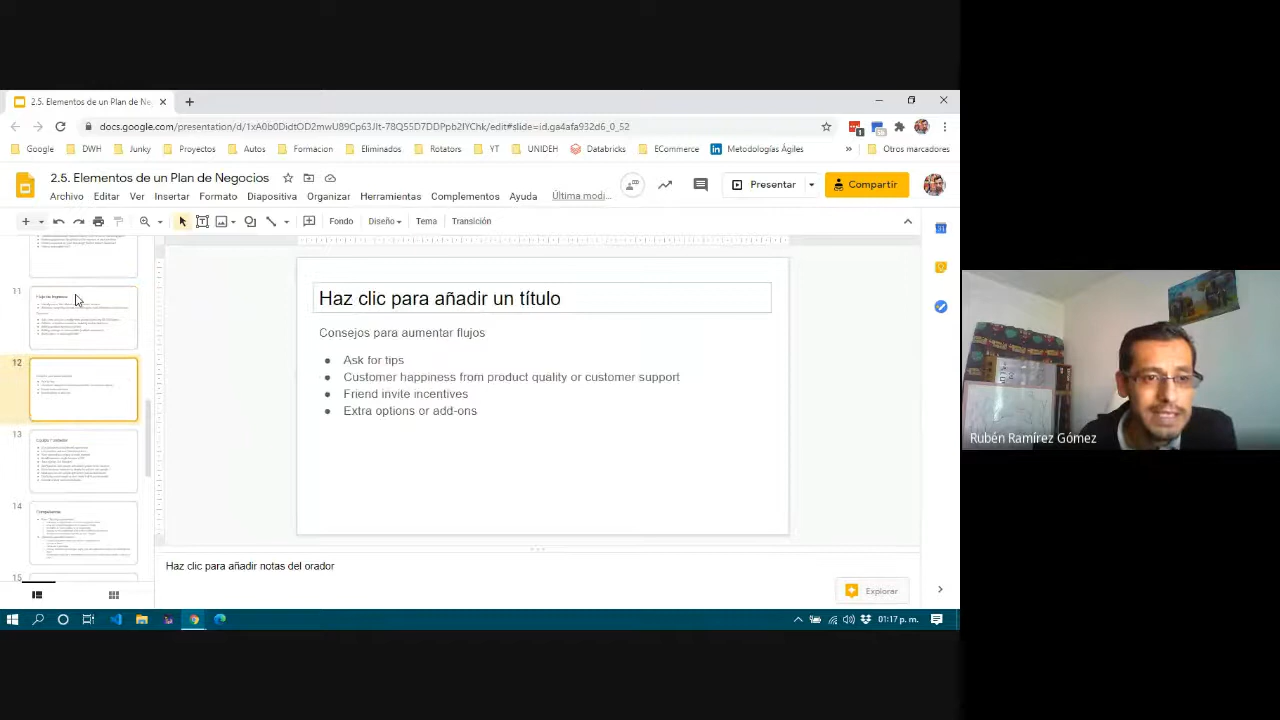 2.5. Elementos de un Plan de Ne
docs.google.com/presentation/d/1xA0b0DidtOD2mwU89Cp63JIt-78Q55D7DDPpb2IYChk/edit#slide=id.ga4afa932d6_0_52
Google DWH Junky Proyectos Autos Formacion Eliminados Rotators YT UNIDEH Databricks ECommerce Metodologías Ágiles » Otros marcadores
2.5. Elementos de un Plan de Negocios
Presentar
Compartir
Archivo Editar Ver Insertar Formato Diapositiva Organizar Herramientas Complementos Ayuda Última modi...
Fondo Diseño Tema Transición
11
12
13
14
Competencia
15
Haz clic para añadir un título
Consejos para aumentar flujos
Ask for tips
Customer happiness from product quality or customer support
Friend invite incentives
Extra options or add-ons
Haz clic para añadir notas del orador
Explorar
01:17 p. m.
Rubén Ramírez Gómez